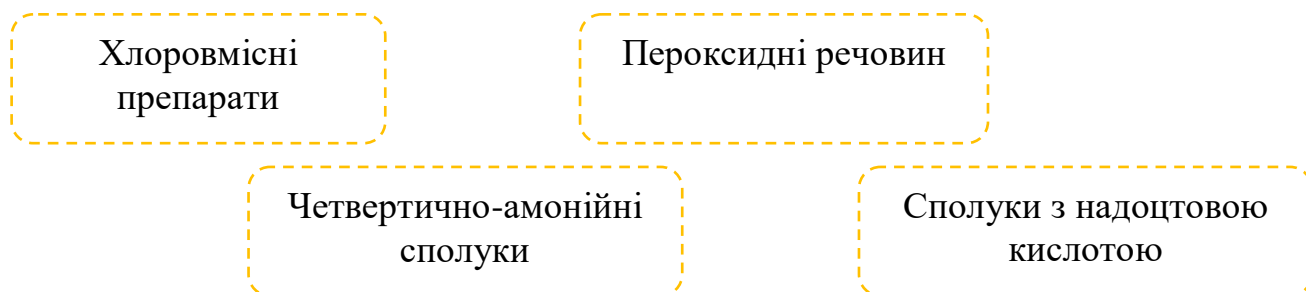 Хлоровмісні
препарати
Пероксидні речовин
Четвертично-амонійні
сполуки
Сполуки з надоцтовою
кислотою